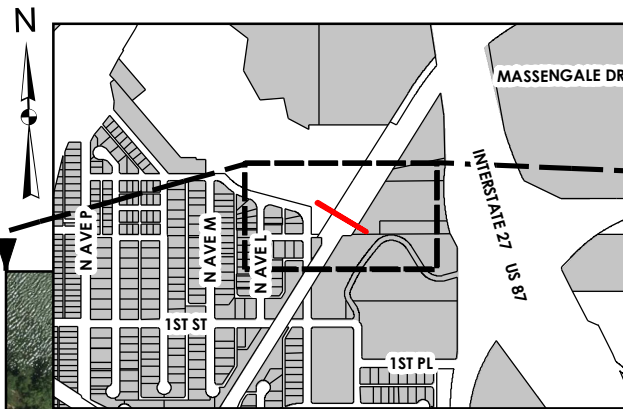 N
MASSENGALE DR
INTERSTATE 27 US 87
N AVE P
N AVE M
N AVE L
1ST ST
1ST PL